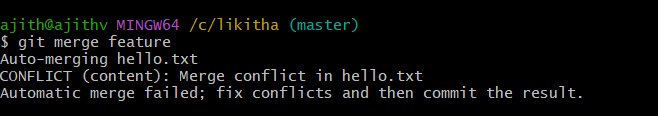 ajith@ajithv MINGW64 /c/likitha (master)
$ git merge feature
Auto-merging hello.txt
CONFLICT (content): Merge conflict in hello.txt
Automatic merge failed; fix conflicts and then commit the result.